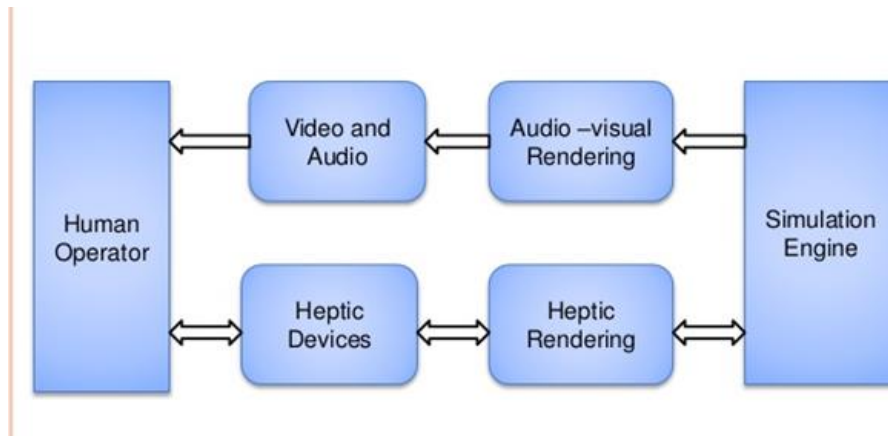 Video and
Audio
Audio –visual
Rendering
Human
Operator
Simulation
Engine
Heptic
Devices
Heptic
Rendering